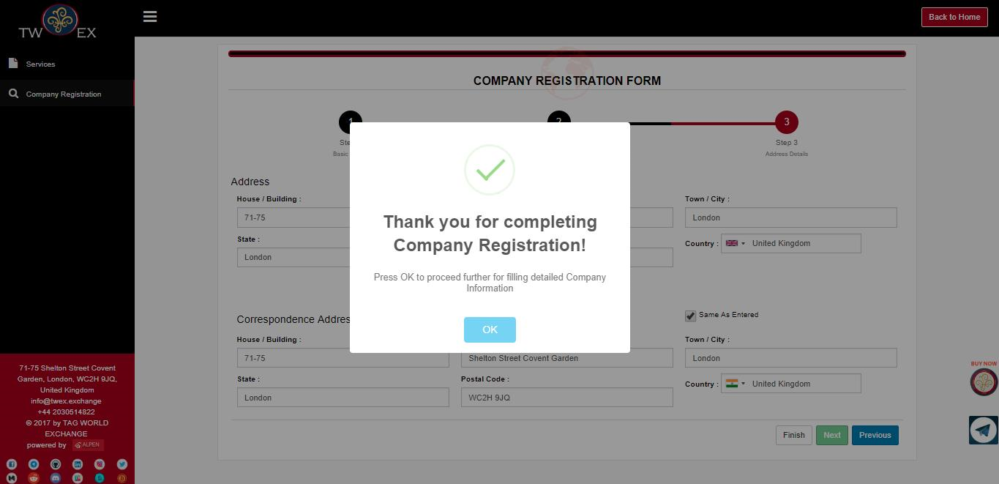 TW EX
Back to Home
Services
Company Registration
COMPANY REGISTRATION FORM
1
2
3
Step 3
Basic
Address Details
Address
House / Building :
Town / City :
71-75
London
State :
Country :
United Kingdom
London
Thank you for completing
Company Registration!
Press OK to proceed further for filling detailed Company
Information
OK
Correspondence Addres
Same As Entered
House / Building :
Town / City :
71-75
Shelton Street Covent Garden
London
State :
Postal Code :
Country :
United Kingdom
London
WC2H 9JQ
Finish
Next
Previous
71-75 Shelton Street Covent
Garden, London, WC2H 9JQ,
United Kingdom
info@twex.exchange
+44 2030514822
© 2017 by TAG WORLD
EXCHANGE
powered by ALPEN
BUY NOW